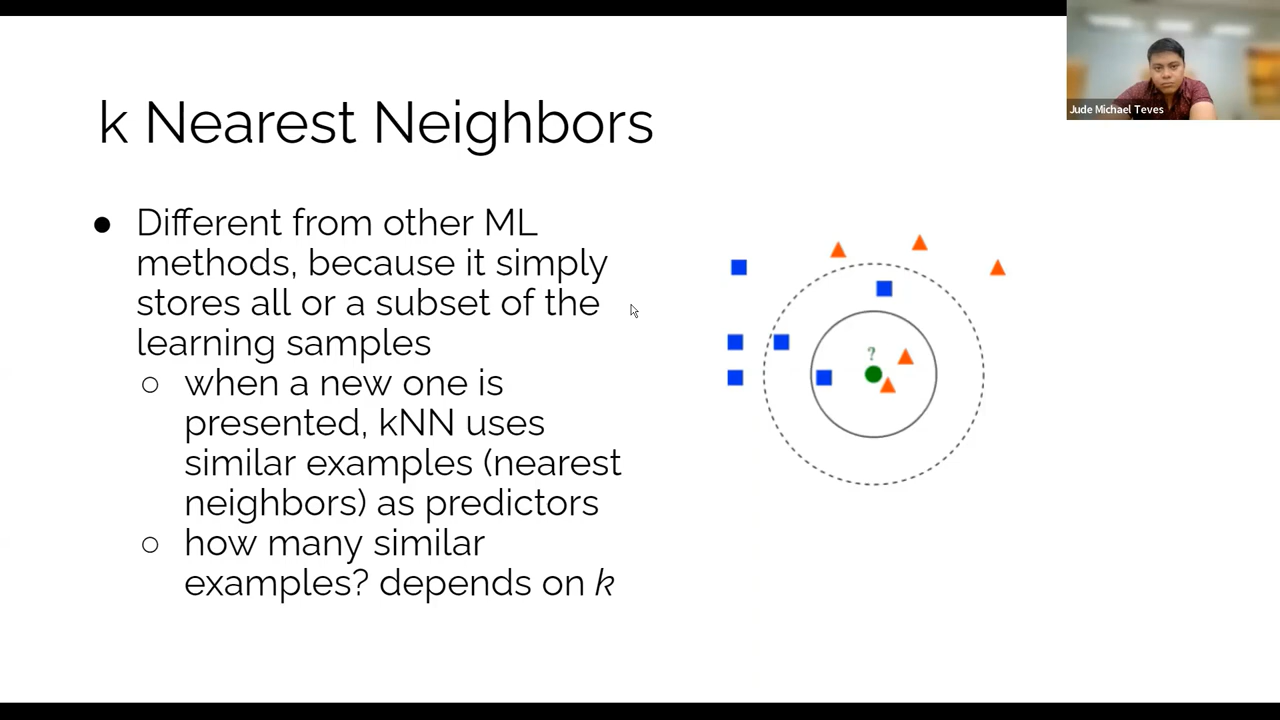 Jude Michael Teves
k Nearest Neighbors
● Different from other ML
methods, because it simply
stores all or a subset of the
learning samples
○ when a new one is
presented, kNN uses
similar examples (nearest
neighbors) as predictors
○ how many similar
examples? depends on k
?